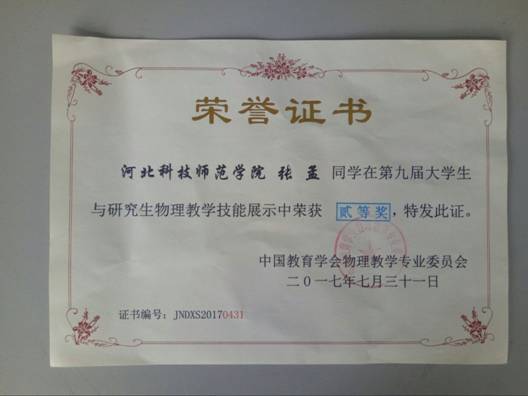 荣誉证书
河北科技师范学院 张孟 同学在第九届大学生
与研究生物理教学技能展示中荣获 贰等奖，特发此证。
中国教育学会物理教学专业委员会
二〇一七年七月三十一日
证书编号：JNDXS20170431